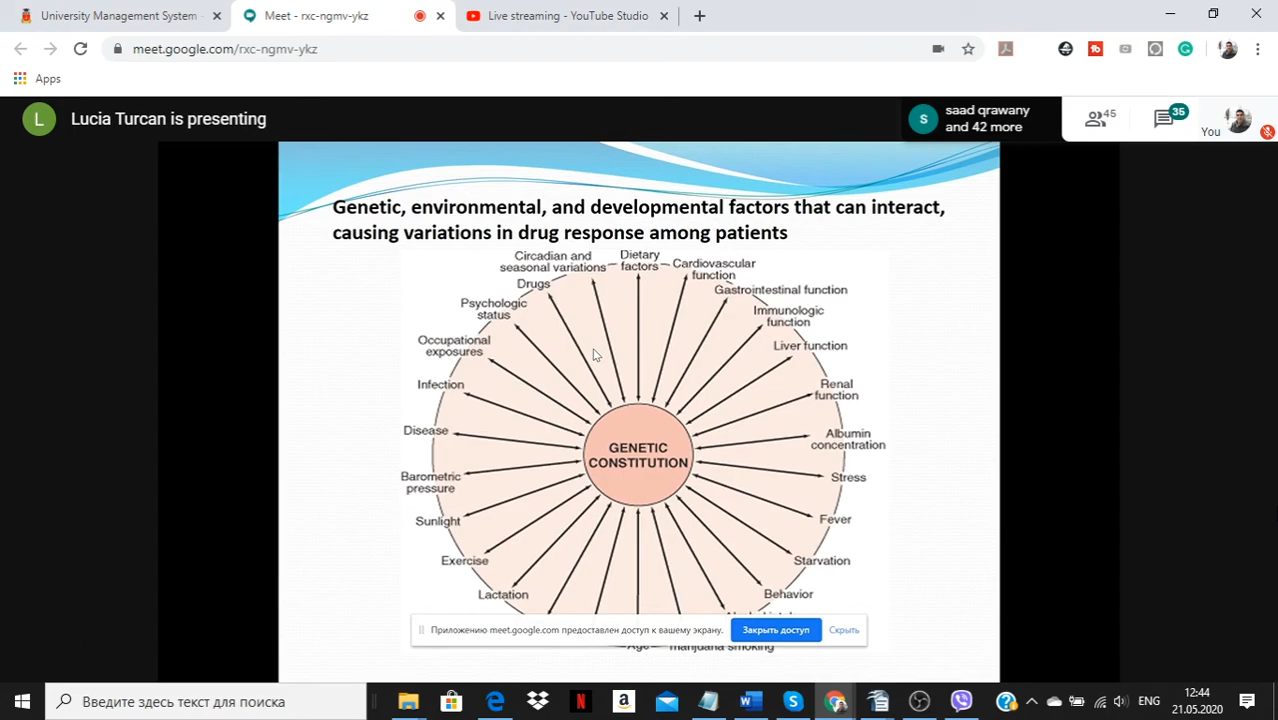 University Management System -
Meet - rxc-ngmv-ykz
Live streaming - YouTube Studio
meet.google.com/rxc-ngmv-ykz
Apps
L
Lucia Turcan is presenting
S
saad qrawany
and 42 more
45
35
You
Genetic, environmental, and developmental factors that can interact,
causing variations in drug response among patients
Circadian and
seasonal variations
Dietary
factors
Cardiovascular
function
Drugs
Gastrointestinal function
Psychologic
status
Immunologic
function
Occupational
exposures
Liver function
Infection
Renal
function
Disease
Albumin
concentration
GENETIC
CONSTITUTION
Barometric
pressure
Stress
Sunlight
Fever
Exercise
Starvation
Lactation
Behavior
Приложению meet.google.com предоставлен доступ к вашему экрану.
Закрыть доступ
Скрыть
Age
marijuana smoking
Введите здесь текст для поиска
12:44
21.05.2020